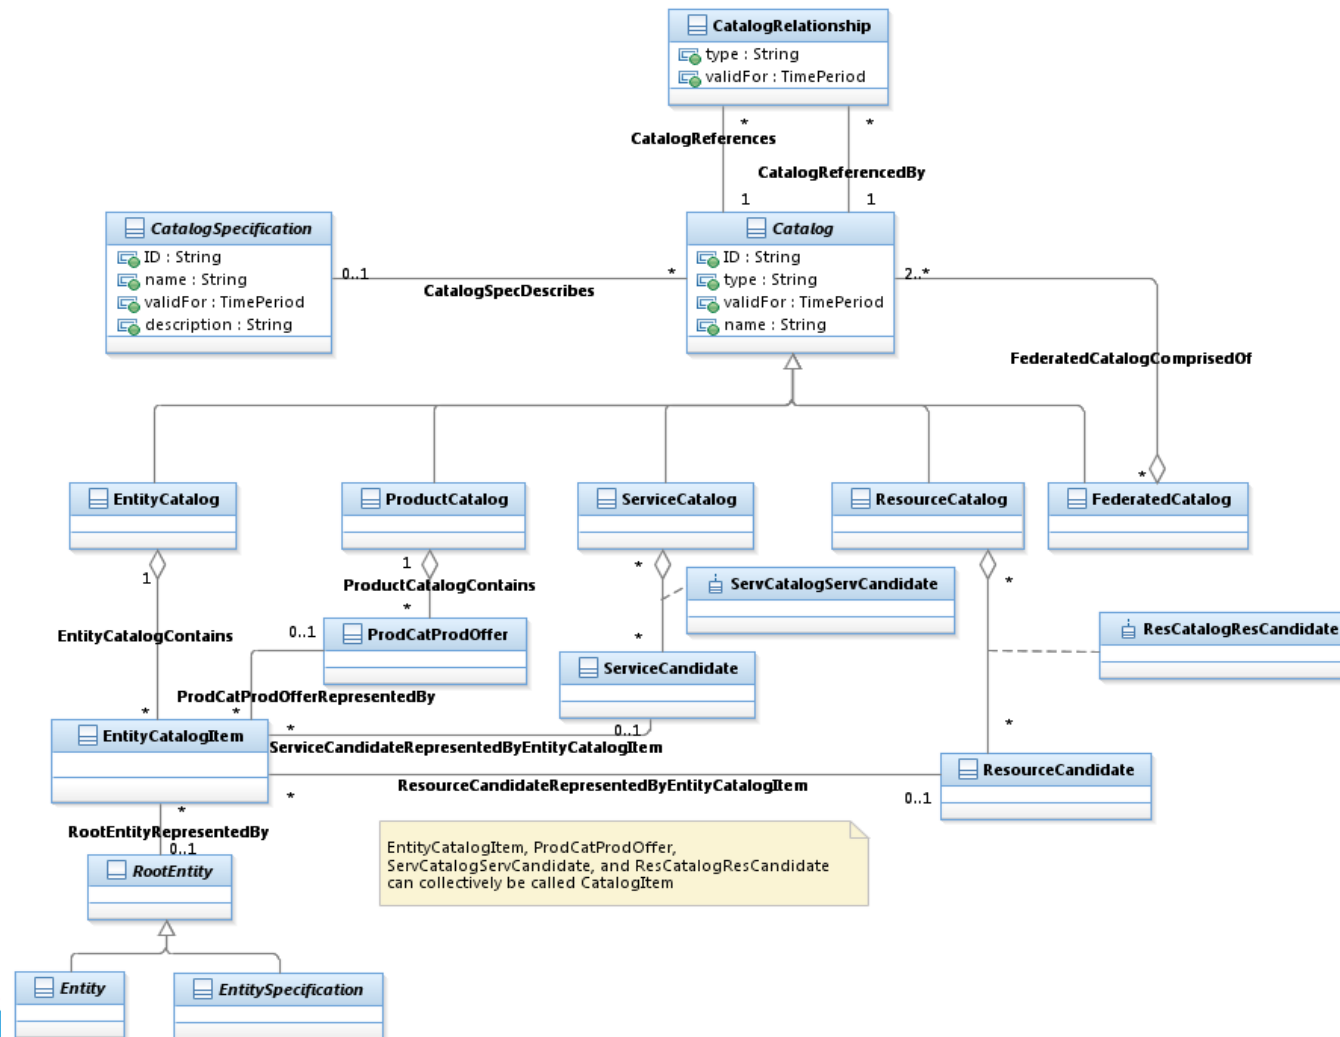 CatalogRelationship
type : String
validFor : TimePeriod
*
*
CatalogReferences
CatalogReferencedBy
1
1
CatalogSpecification
ID : String
name : String
validFor : TimePeriod
description : String
0..1
*
CatalogSpecDescribes
Catalog
ID : String
type : String
validFor : TimePeriod
name : String
2..*
FederatedCatalogComprisedOf
*
EntityCatalog
ProductCatalog
ServiceCatalog
ResourceCatalog
FederatedCatalog
1
1
*
*
ProductCatalogContains
*
ServCatalogServCandidate
EntityCatalogContains
0..1
ProdCatProdOffer
*
ResCatalogResCandidate
ServiceCandidate
ProdCatProdOfferRepresentedBy
*
*
*
0..1
*
EntityCatalogItem
ServiceCandidateRepresentedByEntityCatalogItem
ResourceCandidate
ResourceCandidateRepresentedByEntityCatalogItem
*
0..1
*
RootEntityRepresentedBy
0..1
RootEntity
EntityCatalogItem, ProdCatProdOffer,
ServCatalogServCandidate, and ResCatalogResCandidate
can collectively be called CatalogItem
Entity
EntitySpecification